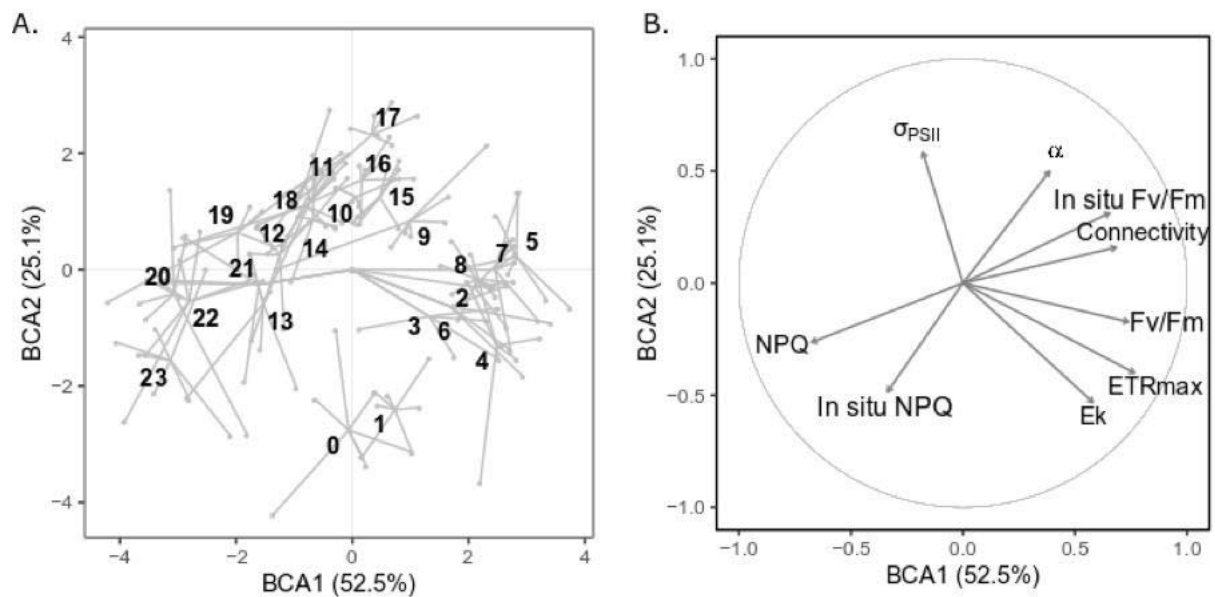 A.
4
2
0
−2
−4
−4
−2
0
2
4
BCA2 (25.1%)
BCA1 (52.5%)
17
11
16
18
15
19
10
12
14
9
5
7
21
8
20
2
22
13
3
6
4
23
1
0
B.
1.0
0.5
0.0
−0.5
−1.0
−1.0
−0.5
0.0
0.5
1.0
BCA2 (25.1%)
BCA1 (52.5%)
σPSII
α
In situ Fv/Fm
Connectivity
Fv/Fm
NPQ
ETRmax
In situ NPQ
Ek